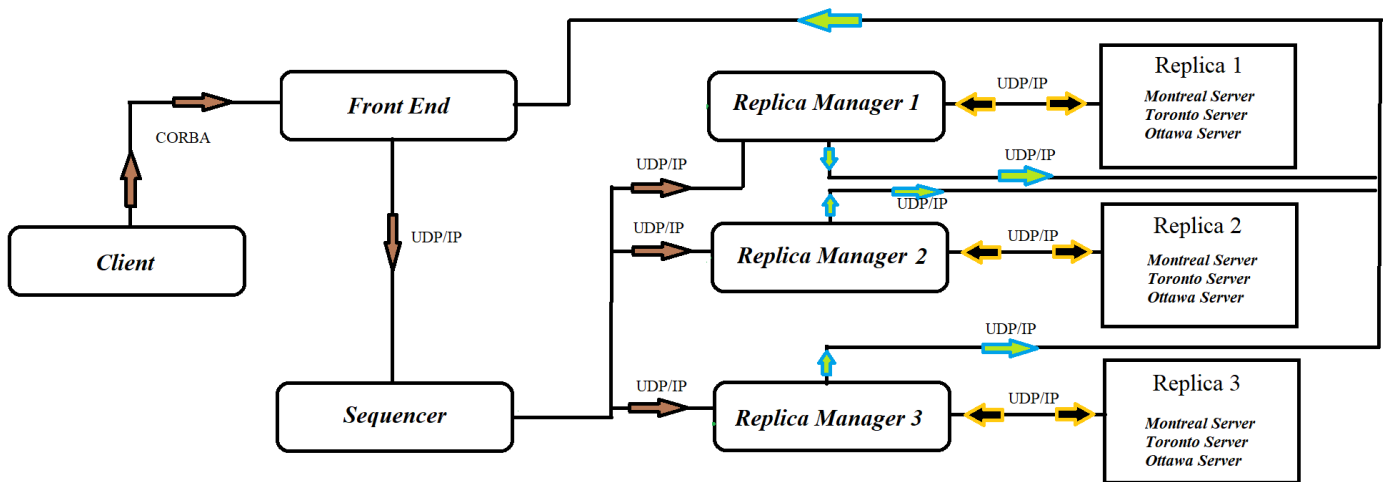 Replica 1
Montreal Server
Toronto Server
Ottawa Server
UDP/IP
Replica Manager 1
Front End
CORBA
UDP/IP
UDP/IP
UDP/IP
Replica 2
Montreal Server
Toronto Server
Ottawa Server
UDP/IP
Replica Manager 2
UDP/IP
UDP/IP
Client
UDP/IP
Replica 3
Montreal Server
Toronto Server
Ottawa Server
UDP/IP
Replica Manager 3
UDP/IP
Sequencer